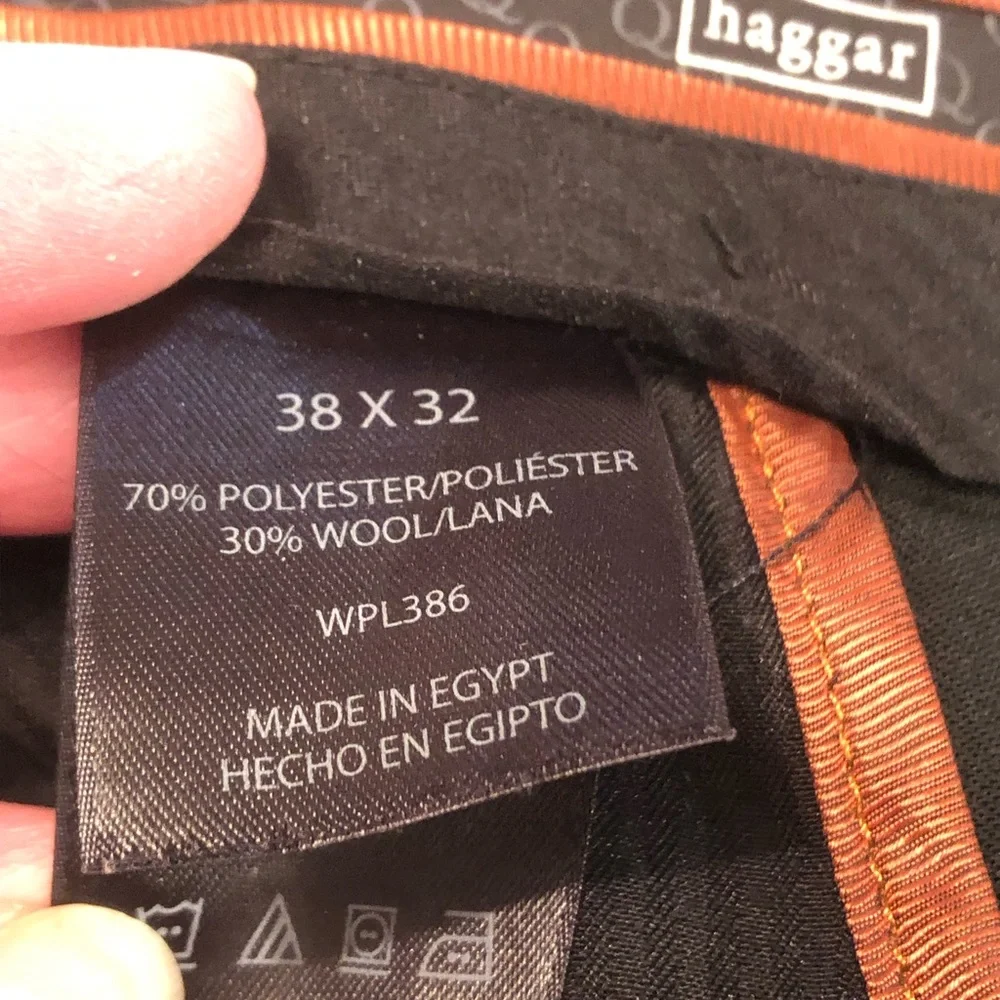 haggar
38 X 32
70% POLYESTER/POLIÉSTER
30% WOOL/LANA
WPL386
MADE IN EGYPT
HECHO EN EGIPTO